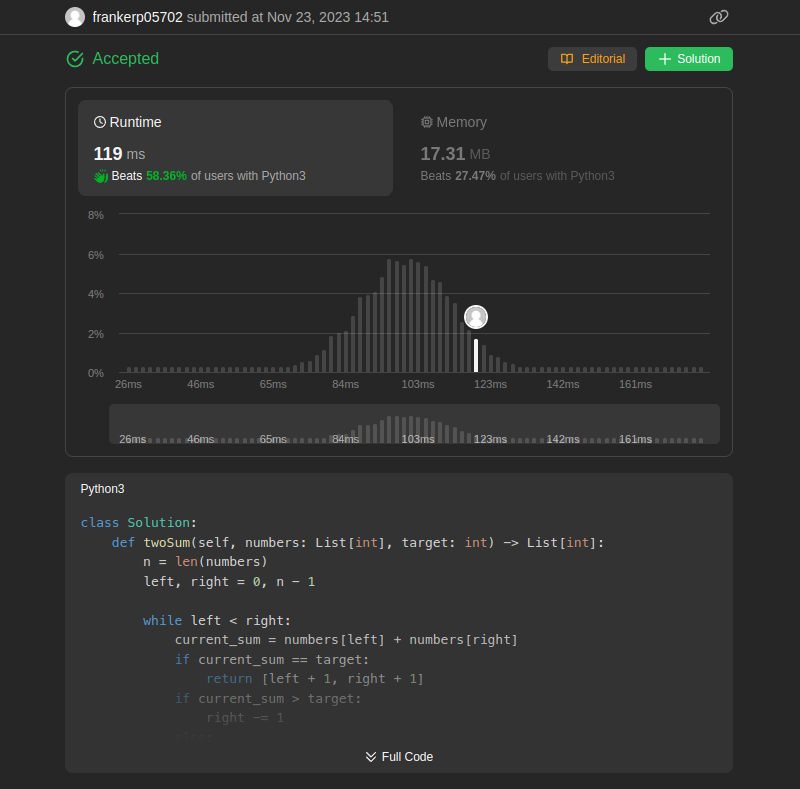 frankerp05702 submitted at Nov 23, 2023 14:51
Accepted
Editorial
Solution
Runtime
119 ms
Beats 58.36% of users with Python3
Memory
17.31 MB
Beats 27.47% of users with Python3
8%
6%
4%
2%
0%
26ms 46ms 65ms 84ms 103ms 123ms 142ms 161ms
26ms 46ms 65ms 84ms 103ms 123ms 142ms 161ms
Python3
class Solution:
    def twoSum(self, numbers: List[int], target: int) -> List[int]:
        n = len(numbers)
        left, right = 0, n - 1
        while left < right:
            current_sum = numbers[left] + numbers[right]
            if current_sum == target:
                return [left + 1, right + 1]
            if current_sum > target:
                right -= 1
Full Code